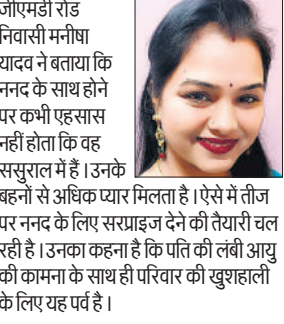 जीएमडी रोड
निवासी मनीषा
यादव ने बताया कि
ननद के साथ होने
पर कभी एहसास
नहीं होता कि वह
ससुराल में हैं। उनके
बहनों से अधिक प्यार मिलता है। ऐसे में तीज
पर ननद के लिए सरप्राइज देने की तैयारी चल
रही है। उनका कहना है कि पति की लंबी आयु
की कामना के साथ ही परिवार की खुशहाली
के लिए यह पर्व है।